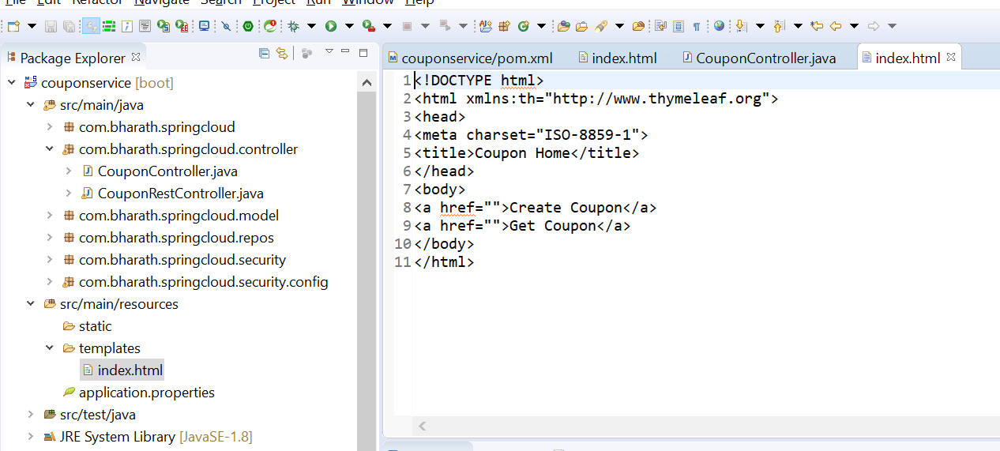 File Edit Refactor Navigate Search Project Run Window Help
Package Explorer
couponservice [boot]
src/main/java
com.bharath.springcloud
com.bharath.springcloud.controller
CouponController.java
CouponRestController.java
com.bharath.springcloud.model
com.bharath.springcloud.repos
com.bharath.springcloud.security
com.bharath.springcloud.security.config
src/main/resources
static
templates
index.html
application.properties
src/test/java
JRE System Library [JavaSE-1.8]
couponservice/pom.xml index.html CouponController.java index.html
1 <!DOCTYPE html>
2 <html xmlns:th="http://www.thymeleaf.org">
3 <head>
4 <meta charset="ISO-8859-1">
5 <title>Coupon Home</title>
6 </head>
7 <body>
8 <a href="">Create Coupon</a>
9 <a href="">Get Coupon</a>
10 </body>
11 </html>